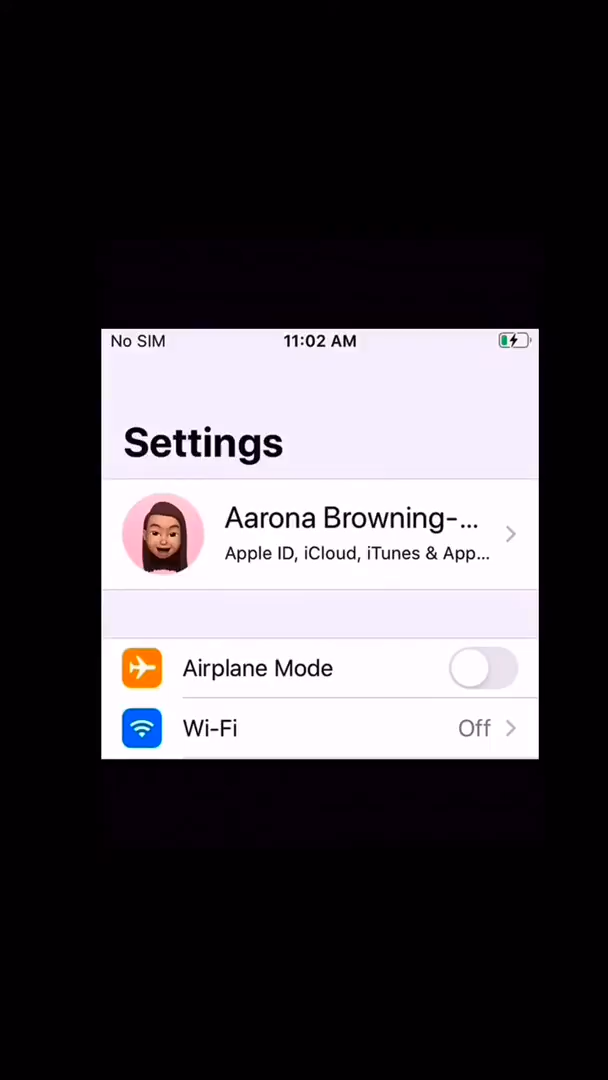 No SIM 11:02 AM
Settings
Aarona Browning-...
Apple ID, iCloud, iTunes & App...
Airplane Mode
Wi-Fi Off